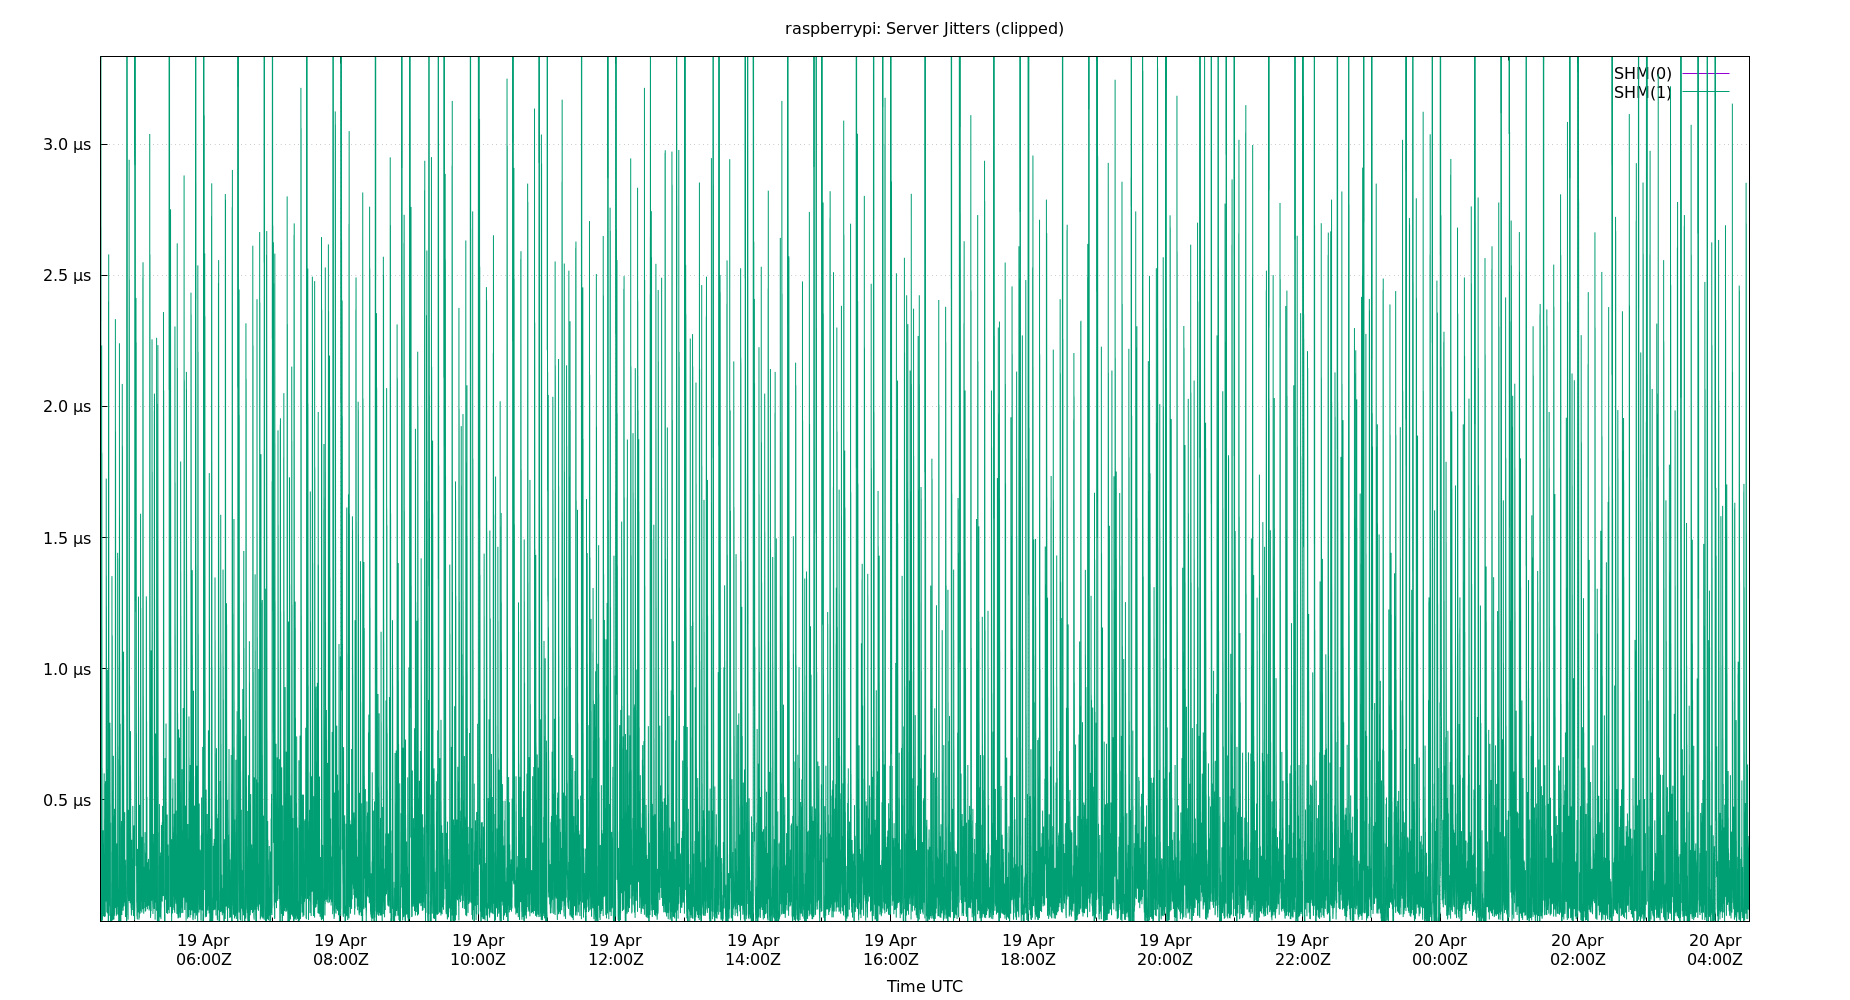 raspberrypi: Server Jitters (clipped)
SHM(0)
SHM(1)
3.0 µs
2.5 µs
2.0 µs
1.5 µs
1.0 µs
0.5 µs
19 Apr 19 Apr 19 Apr 19 Apr 19 Apr 19 Apr 19 Apr 19 Apr 19 Apr 20 Apr 20 Apr 20 Apr
06:00Z 08:00Z 10:00Z 12:00Z 14:00Z 16:00Z 18:00Z 20:00Z 22:00Z 00:00Z 02:00Z 04:00Z
Time UTC